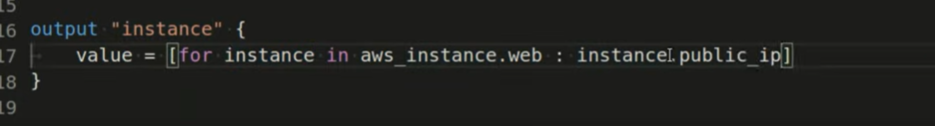 15
16 output "instance" {
17 value = [for instance in aws_instance.web : instance.public_ip]
18 }
19